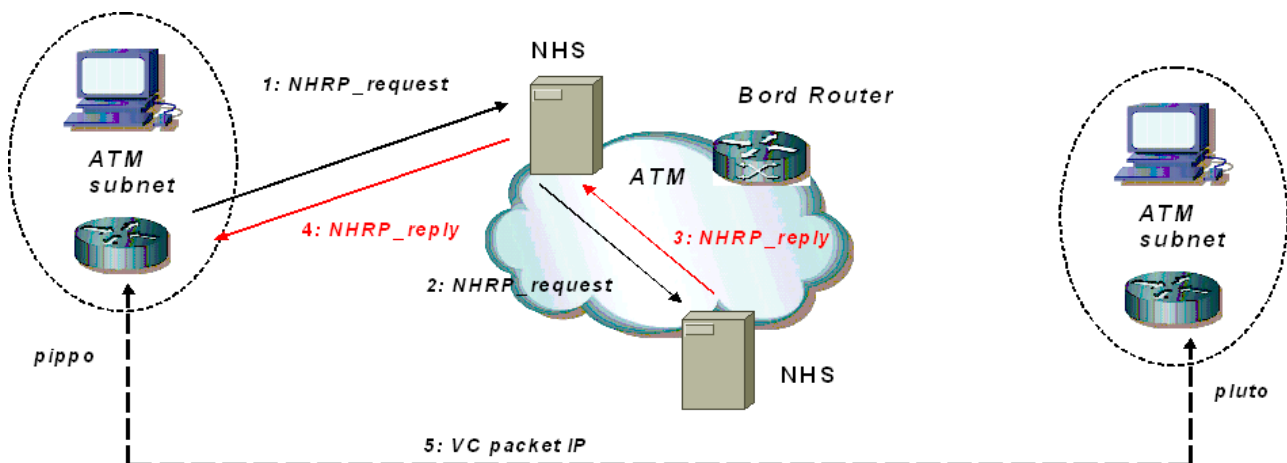 NHS
1: NHRP_request
Bord Router
ATM
subnet
ATM
ATM
subnet
4: NHRP_reply
3: NHRP_reply
2: NHRP_request
pippo
NHS
pluto
5: VC packet IP